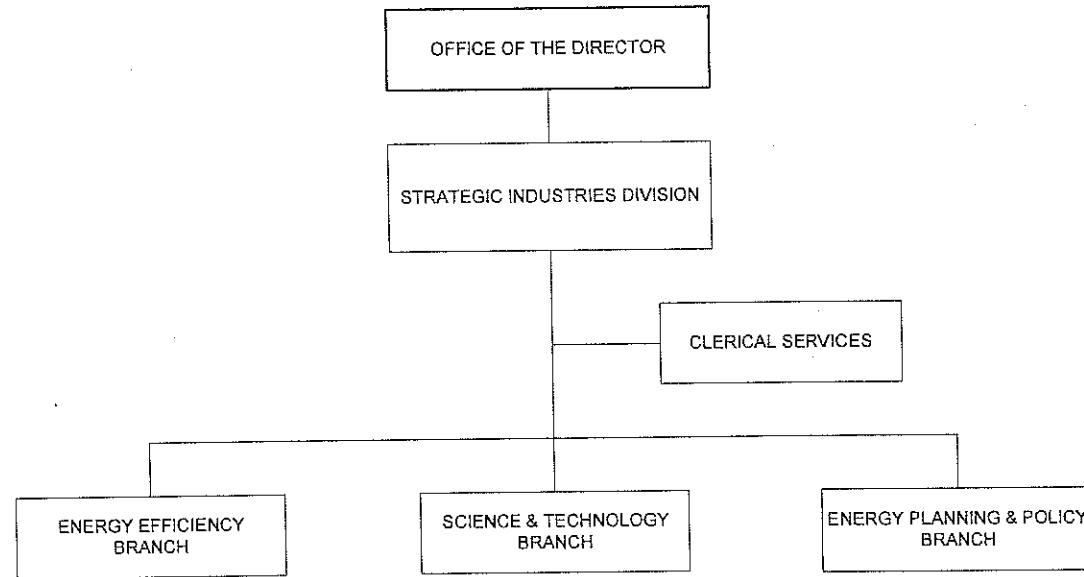 OFFICE OF THE DIRECTOR
STRATEGIC INDUSTRIES DIVISION
CLERICAL SERVICES
ENERGY EFFICIENCY
BRANCH
SCIENCE & TECHNOLOGY
BRANCH
ENERGY PLANNING & POLICY
BRANCH